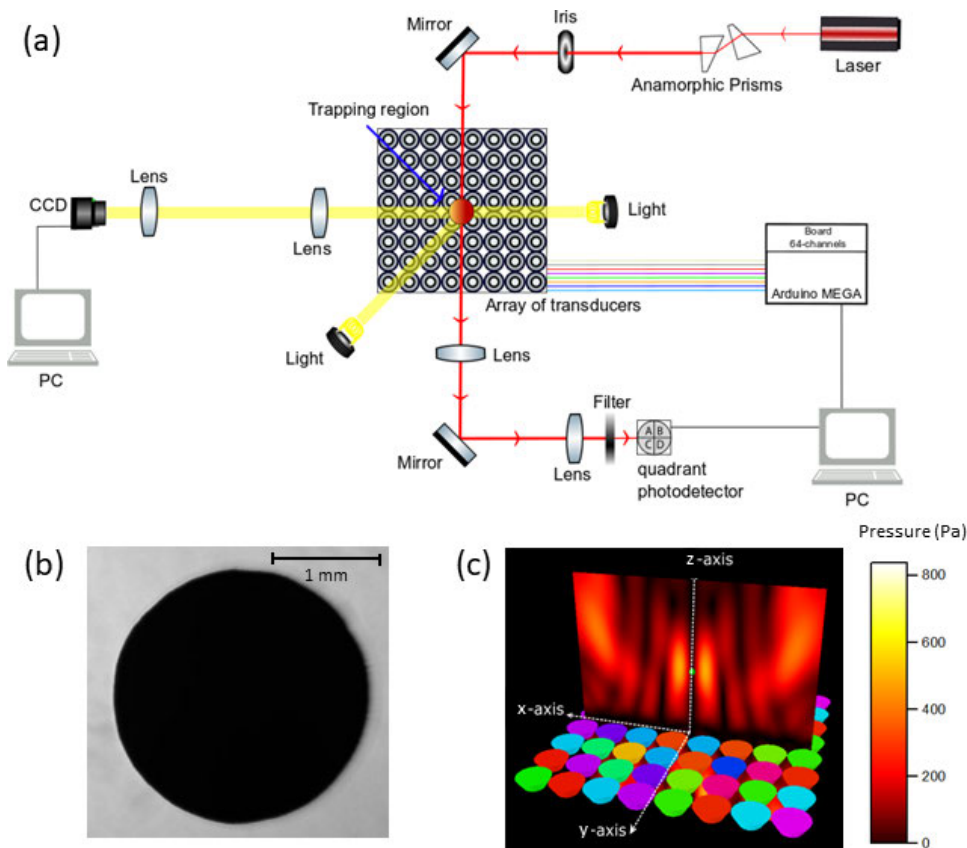 (a)
Mirror
Iris
Anamorphic Prisms
Laser
Trapping region
CCD
Lens
Lens
Light
Board
64-channels
Arduino MEGA
Array of transducers
Light
PC
Lens
Mirror
Lens
Filter
A B
C D
quadrant
photodetector
PC
(b)
1 mm
(c)
z-axis
x-axis
y-axis
Pressure (Pa)
800
600
400
200
0